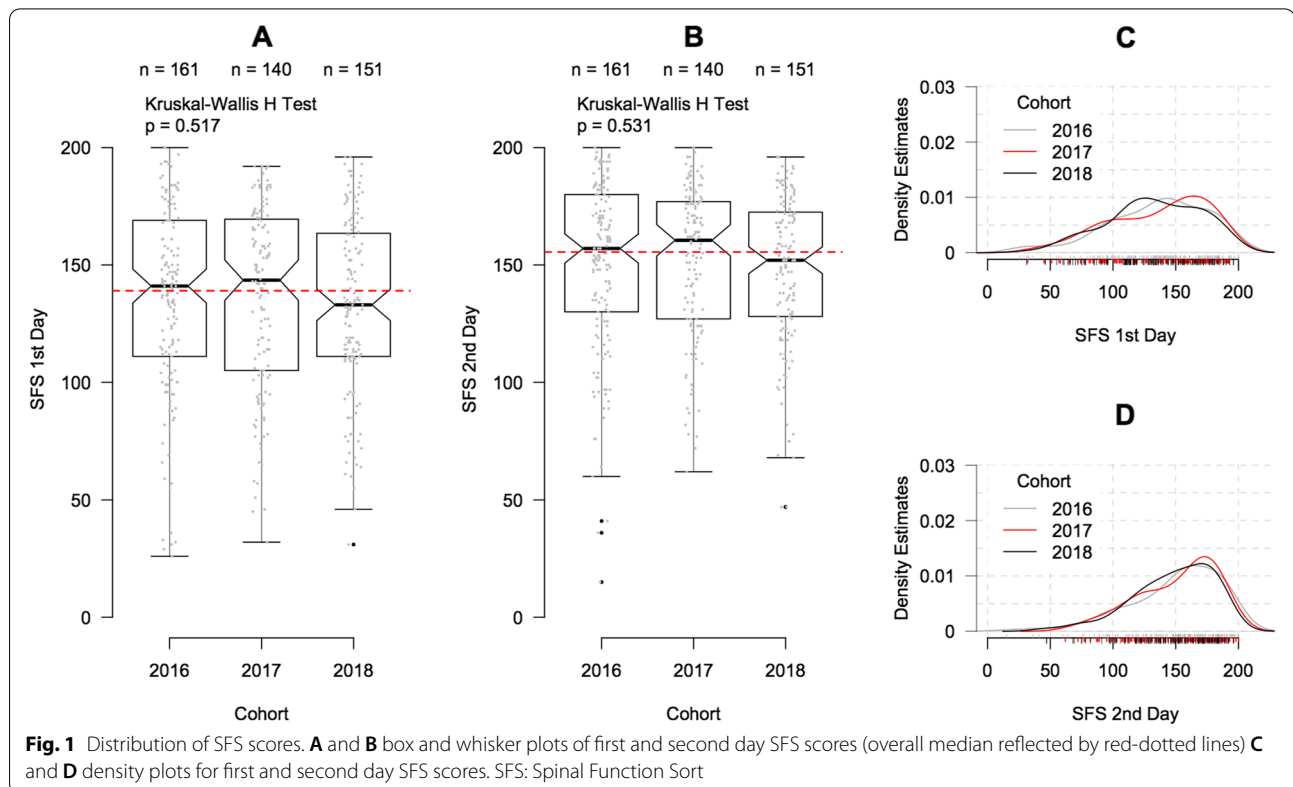 A
n = 161 n = 140 n = 151
Kruskal-Wallis H Test
p = 0.517
200
150
100
50
0
SFS 1st Day
2016 2017 2018
Cohort
B
n = 161 n = 140 n = 151
Kruskal-Wallis H Test
p = 0.531
200
150
100
50
0
SFS 2nd Day
2016 2017 2018
Cohort
C
0.03
0.02
0.01
0
Density Estimates
Cohort
2016
2017
2018
0 50 100 150 200
SFS 1st Day
D
0.03
0.02
0.01
0
Density Estimates
Cohort
2016
2017
2018
0 50 100 150 200
SFS 2nd Day
Fig. 1 Distribution of SFS scores. A and B box and whisker plots of first and second day SFS scores (overall median reflected by red-dotted lines) C
and D density plots for first and second day SFS scores. SFS: Spinal Function Sort